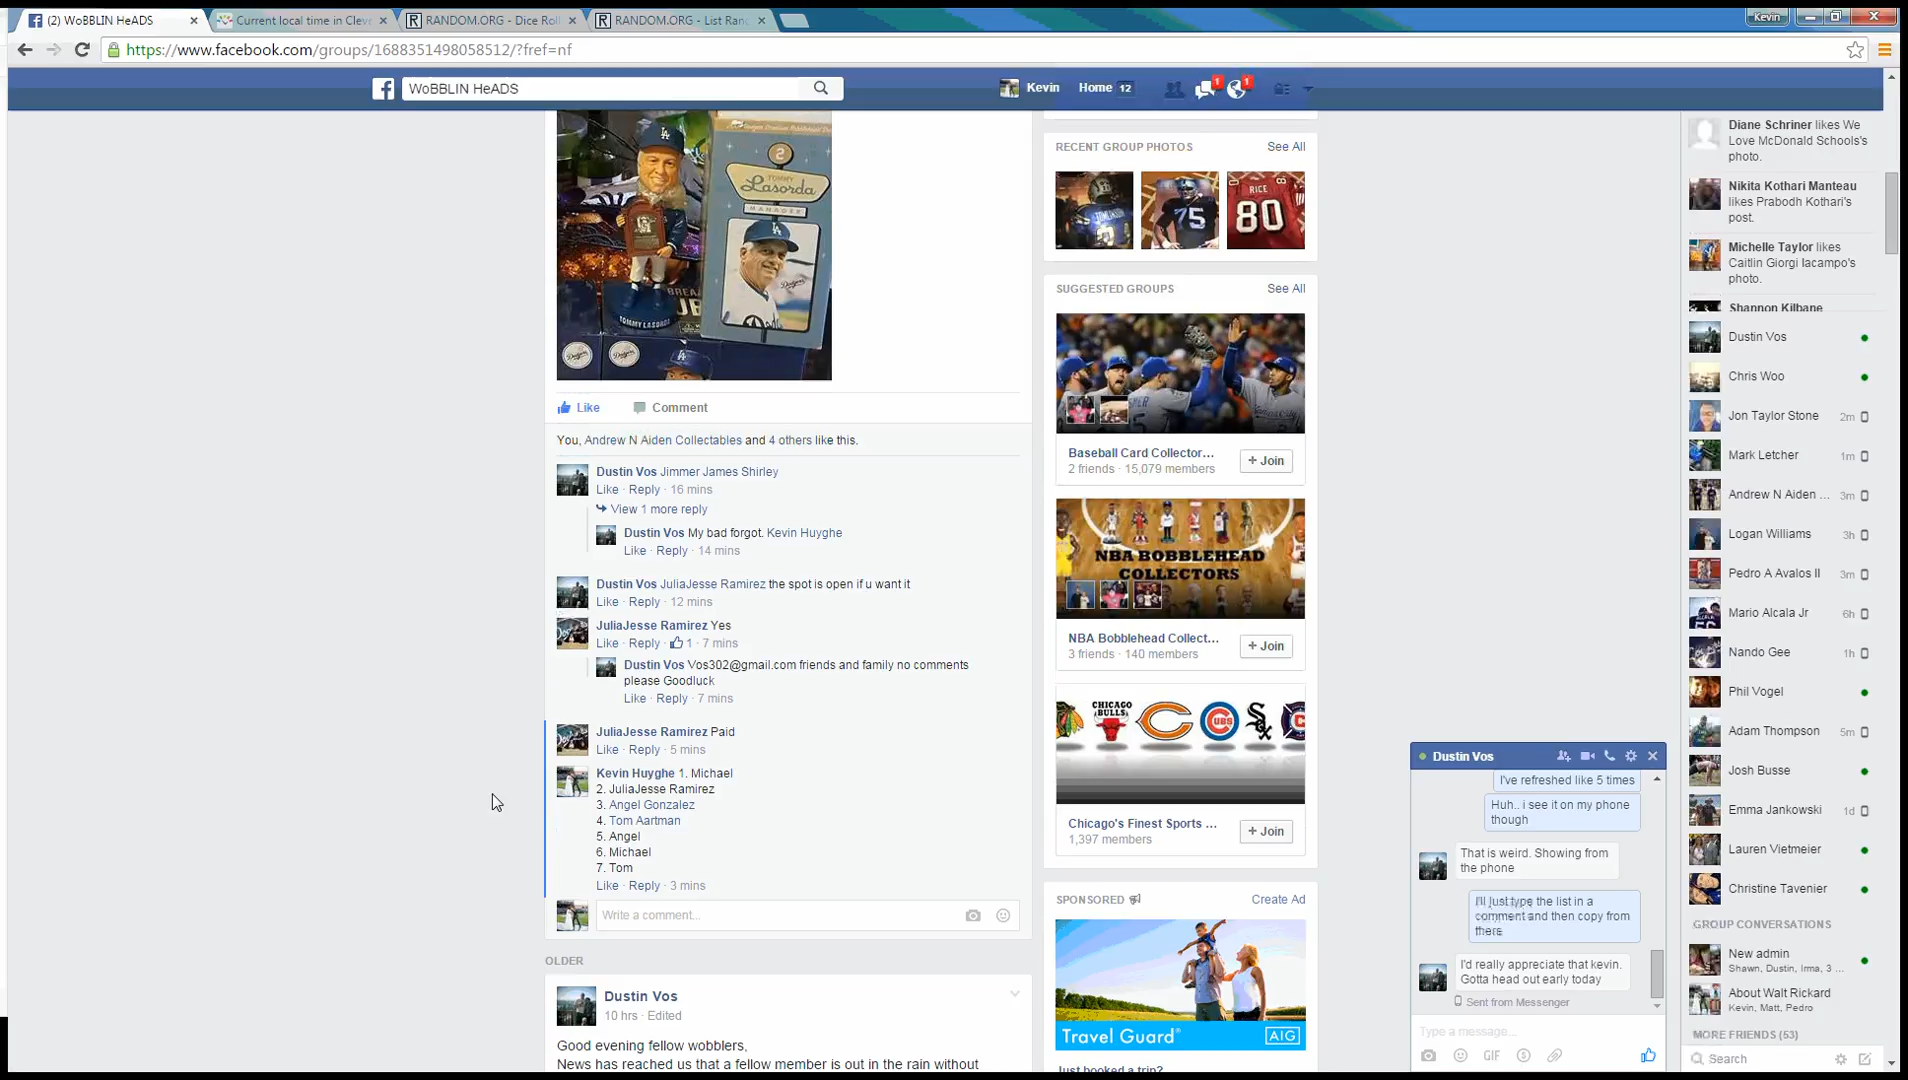 (2) WoBBLIN HeADS
Current local time in Cleve
RANDOM.ORG - Dice Roll
RANDOM.ORG - List Ran
Kevin
https://www.facebook.com/groups/1688351498058512/?fref=nf
WoBBLIN HeADS
Kevin
Home 12
1
1
2
TOMMY
Lasorda
MANAGER
TOMMY LASORDA
Dodgers
Like
Comment
You, Andrew N Aiden Collectables and 4 others like this.
Dustin Vos Jimmer James Shirley
Like · Reply · 16 mins
View 1 more reply
Dustin Vos My bad forgot. Kevin Huyghe
Like · Reply · 14 mins
Dustin Vos JuliaJesse Ramirez the spot is open if u want it
Like · Reply · 12 mins
JuliaJesse Ramirez Yes
Like · Reply · 1 · 7 mins
Dustin Vos Vos302@gmail.com friends and family no comments
please Goodluck
Like · Reply · 7 mins
JuliaJesse Ramirez Paid
Like · Reply · 5 mins
Kevin Huyghe 1. Michael
2. JuliaJesse Ramirez
3. Angel Gonzalez
4. Tom Aartman
5. Angel
6. Michael
7. Tom
Like · Reply · 3 mins
Write a comment...
OLDER
Dustin Vos
10 hrs · Edited
Good evening fellow wobblers,
News has reached us that a fellow member is out in the rain without
RECENT GROUP PHOTOS
See All
75
RICE
80
SUGGESTED GROUPS
See All
Baseball Card Collector...
2 friends · 15,079 members
+ Join
NBA BOBBLEHEAD
COLLECTORS
NBA Bobblehead Collect...
3 friends · 140 members
+ Join
CHICAGO
BULLS
CUBS
Chicago's Finest Sports ...
1,397 members
+ Join
SPONSORED
Create Ad
Travel Guard
AIG
Just booked a trip?
Diane Schriner likes We
Love McDonald Schools's
photo.
Nikita Kothari Manteau
likes Prabodh Kothari's
post.
Michelle Taylor likes
Caitlin Giorgi Iacampo's
photo.
Shannon Kilbane
Dustin Vos
Chris Woo
Jon Taylor Stone 2m
Mark Letcher 1m
Andrew N Aiden ... 3m
Logan Williams 3h
Pedro A Avalos II 3m
Mario Alcala Jr 6h
Nando Gee 1h
Phil Vogel
Adam Thompson 5m
Josh Busse
Emma Jankowski 1d
Lauren Vietmeier
Christine Tavenier
GROUP CONVERSATIONS
New admin
Shawn, Dustin, Irma, 3 ...
About Walt Rickard
Kevin, Matt, Pedro
MORE FRIENDS (53)
Search
Dustin Vos
I've refreshed like 5 times
Huh.. i see it on my phone
though
That is weird. Showing from
the phone
I'll just type the list in a
comment and then copy from
there
I'd really appreciate that kevin.
Gotta head out early today
Sent from Messenger
Type a message...
GIF